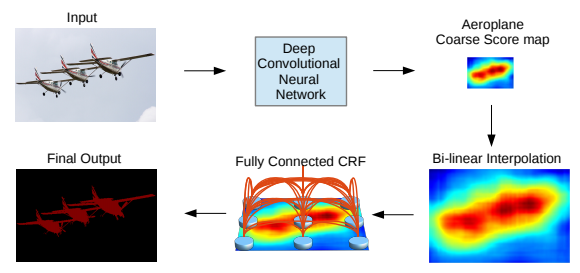 Input
Deep
Convolutional
Neural
Network
Aeroplane
Coarse Score map
Final Output
Fully Connected CRF
Bi-linear Interpolation